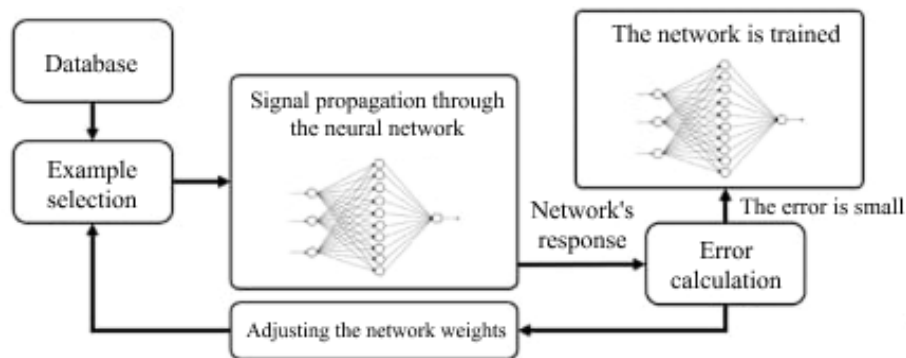 Database
Example
selection
Signal propagation through
the neural network
Network's
response
The network is trained
The error is small
Error
calculation
Adjusting the network weights